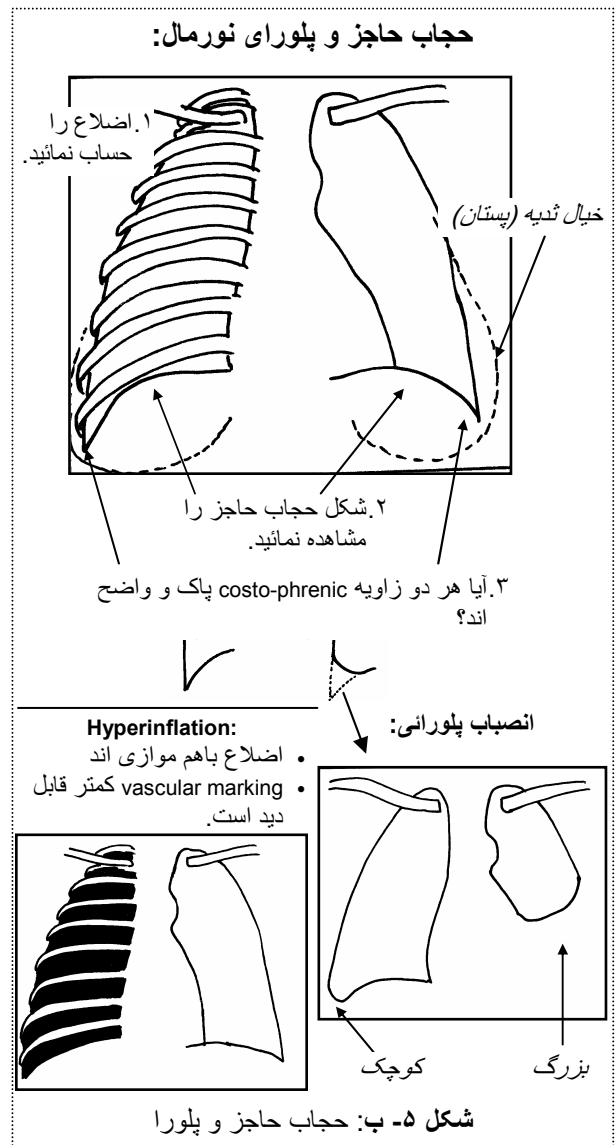 حجاب حاجز و پلورای نورمال:
۱.اضلاع را
حساب نمائید.
خیال ثدیه (پستان)
۲.شکل حجاب حاجز را
مشاهده نمائید.
۳.آیا هر دو زاویه costo-phrenic پاک و واضح
اند؟
انصباب پلورائی:
Hyperinflation:
• اضلاع باهم موازی اند
• vascular marking کمتر قابل
دید است.
کوچک
بزرگ
شکل ۵- ب: حجاب حاجز و پلورا